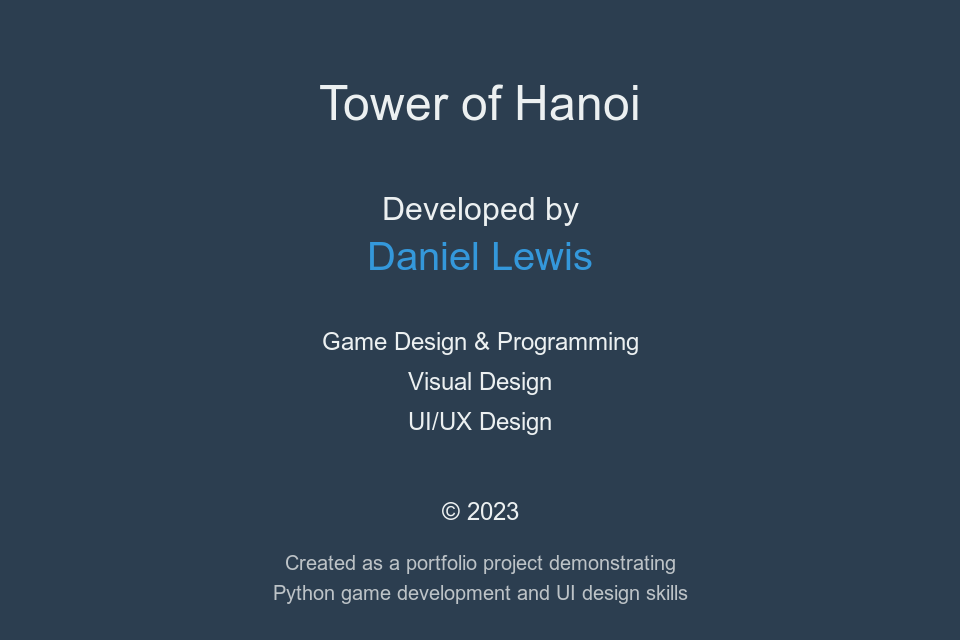 Tower of Hanoi
Developed by
Daniel Lewis
Game Design & Programming
Visual Design
UI/UX Design
© 2023
Created as a portfolio project demonstrating
Python game development and UI design skills